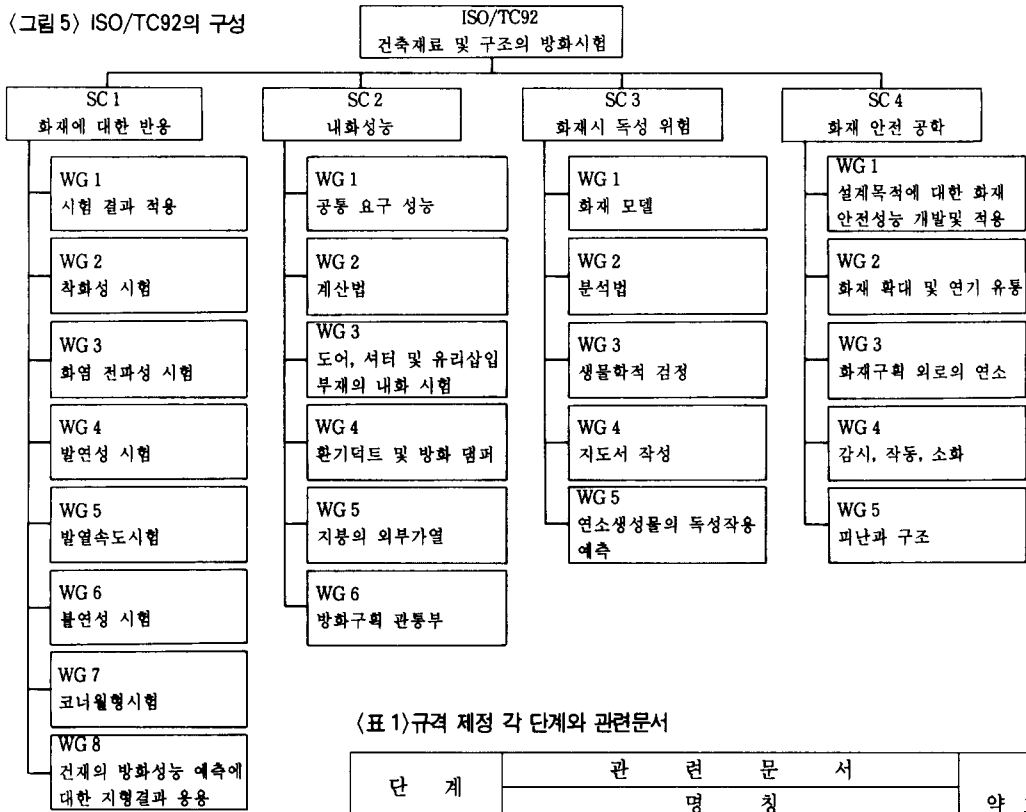 〈그림 5〉 ISO/TC92의 구성
ISO/TC92
건축재료 및 구조의 방화시험
SC 1
화재에 대한 반응
WG 1
시험 결과 적용
WG 2
착화성 시험
WG 3
화염 전파성 시험
WG 4
발연성 시험
WG 5
발열속도시험
WG 6
불연성 시험
WG 7
코너월형시험
WG 8
건재의 방화성능 예측에
대한 지형결과 응용
SC 2
내화성능
WG 1
공통 요구 성능
WG 2
계산법
WG 3
도어, 셔터 및 유리삽입
부재의 내화 시험
WG 4
환기덕트 및 방화 댐퍼
WG 5
지붕의 외부가열
WG 6
방화구획 관통부
SC 3
화재시 독성 위험
WG 1
화재 모델
WG 2
분석법
WG 3
생물학적 검정
WG 4
지도서 작성
WG 5
연소생성물의 독성작용
예측
SC 4
화재 안전 공학
WG 1
설계목적에 대한 화재
안전성능 개발및 적용
WG 2
화재 확대 및 연기 유통
WG 3
화재구획 외로의 연소
WG 4
감시, 작동, 소화
WG 5
피난과 구조
〈표 1〉규격 제정 각 단계와 관련문서
단 계
관 련 문 서
명 칭
약